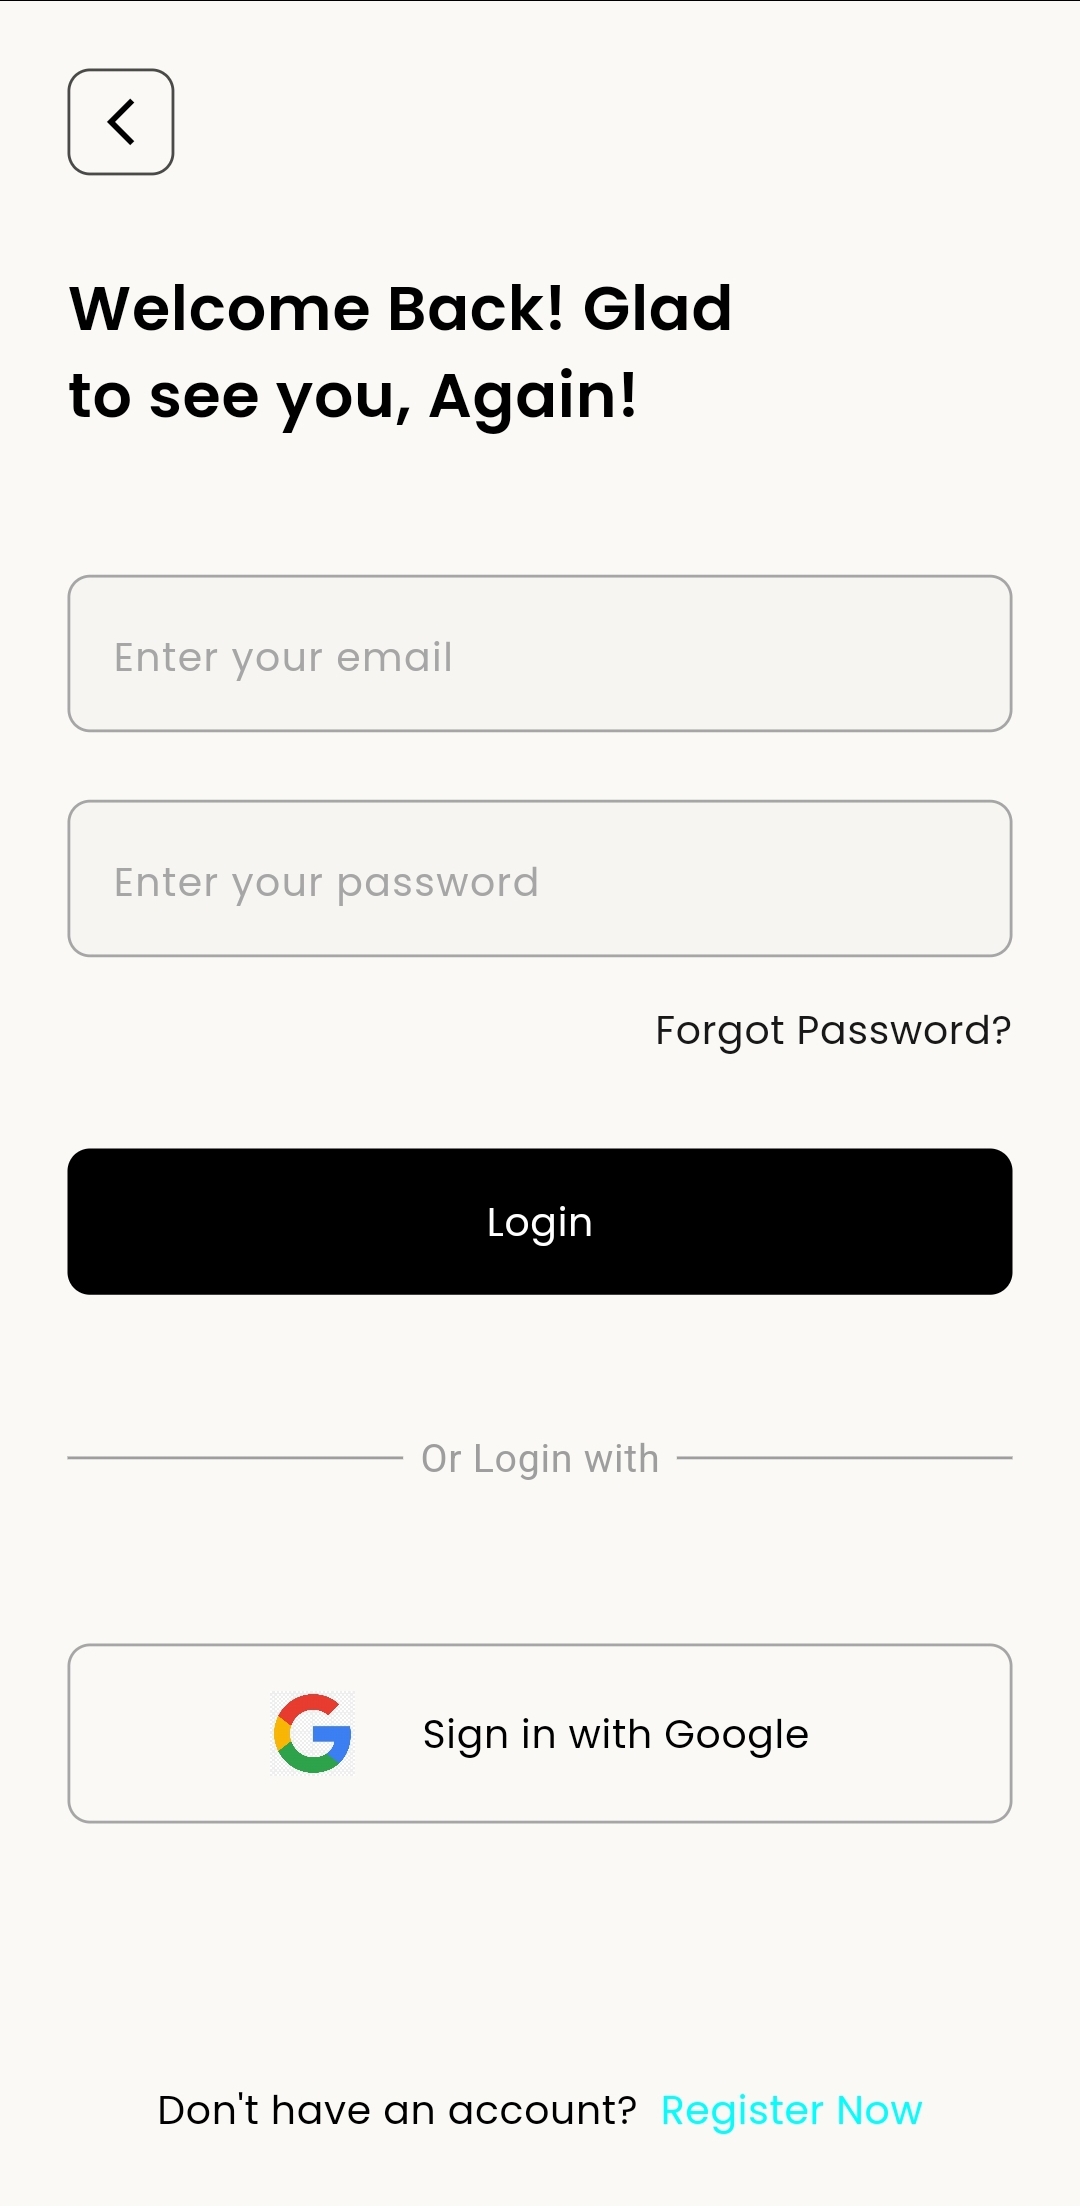 Welcome Back! Glad
to see you, Again!
Enter your email
Enter your password
Forgot Password?
Login
Or Login with
Sign in with Google
Don't have an account? Register Now